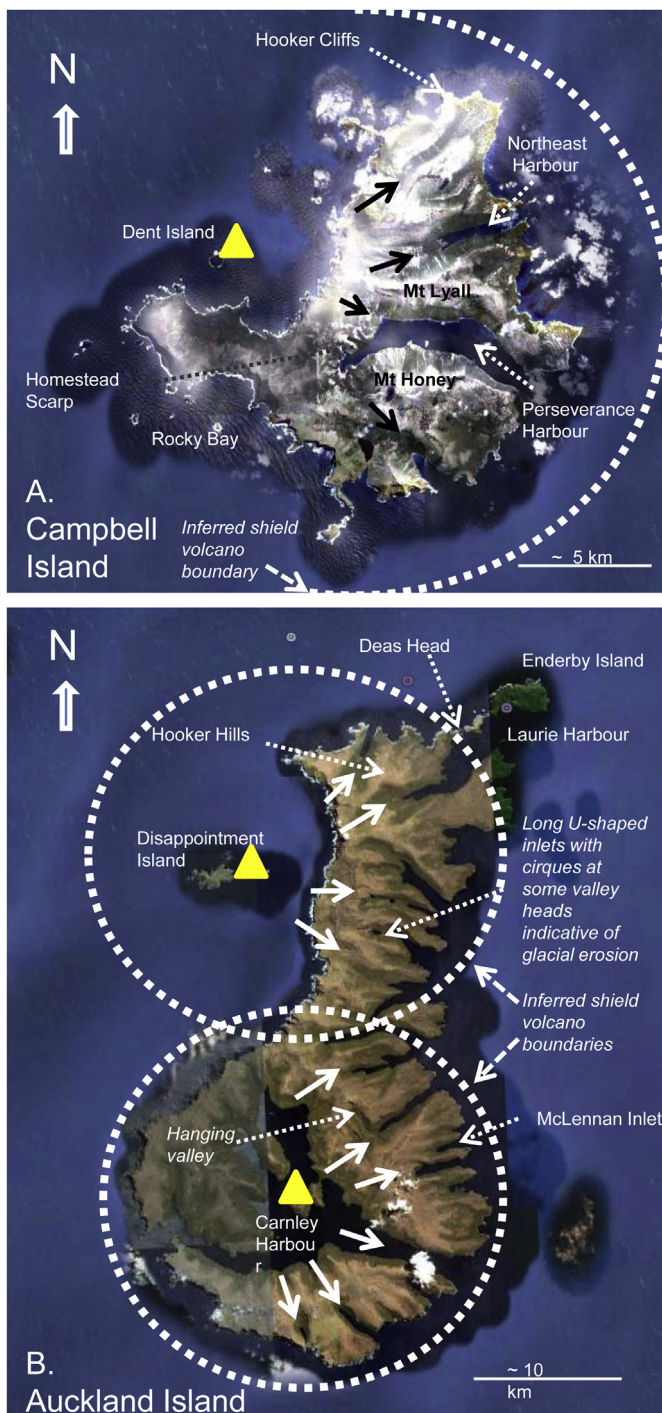 Hooker Cliffs
N
Northeast
Harbour
Dent Island
Mt Lyall
Homestead
Scarp
Mt Honey
Perseverance
Harbour
Rocky Bay
A.
Campbell
Island
Inferred shield
volcano
boundary
~ 5 km
N
Deas Head
Enderby Island
Hooker Hills
Laurie Harbour
Disappointment
Island
Long U-shaped
inlets with
cirques at
some valley
heads
indicative of
glacial erosion
Inferred shield
volcano
boundaries
McLennan Inlet
Hanging
valley
Carnley
Harbou
r
B.
Auckland Island
~ 10
km